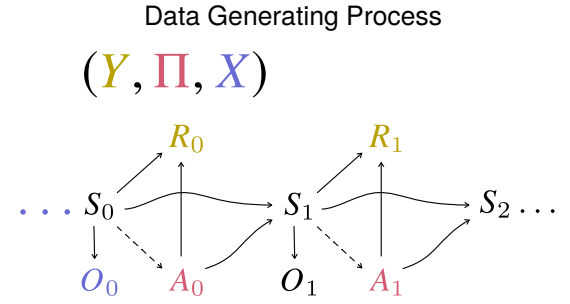 Data Generating Process
(Y, Π, X)
R₀ R₁
... S₀ S₁ S₂ ...
O₀ A₀ O₁ A₁